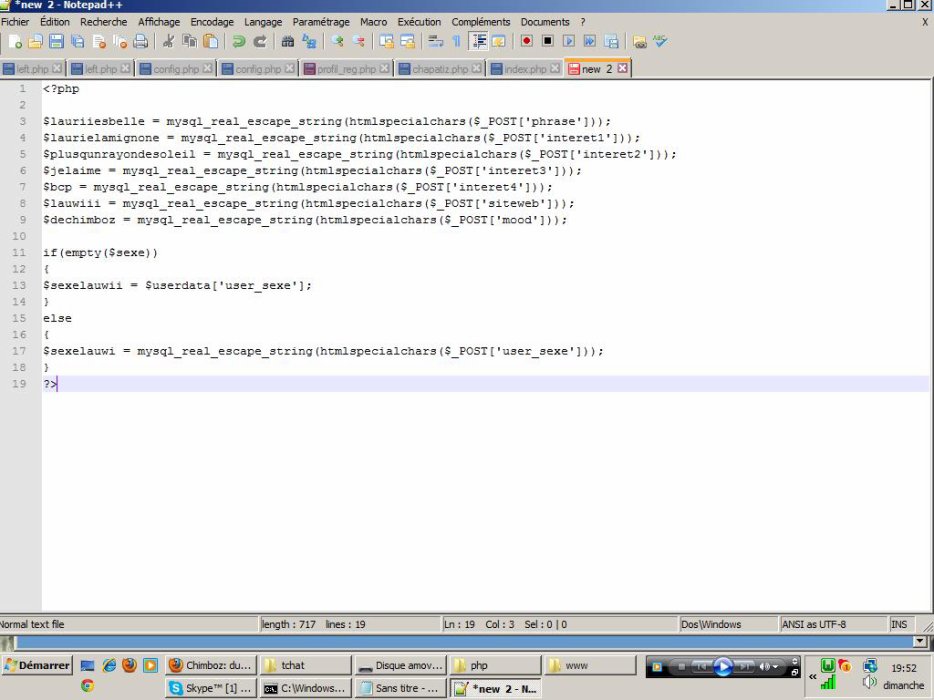 *new 2 - Notepad++
Fichier Édition Recherche Affichage Encodage Langage Paramétrage Macro Exécution Compléments Documents ? X
left.php left.php config.php config.php profil_reg.php chapatiz.php index.php new 2
1 <?php
2
3 $lauriiesbelle = mysql_real_escape_string(htmlspecialchars($_POST['phrase']));
4 $laurielamignone = mysql_real_escape_string(htmlspecialchars($_POST['interet1']));
5 $plusqunrayondesoleil = mysql_real_escape_string(htmlspecialchars($_POST['interet2']));
6 $jelaime = mysql_real_escape_string(htmlspecialchars($_POST['interet3']));
7 $bcp = mysql_real_escape_string(htmlspecialchars($_POST['interet4']));
8 $lauwiii = mysql_real_escape_string(htmlspecialchars($_POST['siteweb']));
9 $dechimboz = mysql_real_escape_string(htmlspecialchars($_POST['mood']));
10
11 if(empty($sexe))
12 {
13 $sexelauwii = $userdata['user_sexe'];
14 }
15 else
16 {
17 $sexelauwi = mysql_real_escape_string(htmlspecialchars($_POST['user_sexe']));
18 }
19 ?>
Normal text file length : 717 lines : 19 Ln : 19 Col : 3 Sel : 0 | 0 Dos\Windows ANSI as UTF-8 INS
Démarrer Chimboz: du... tchat Disque amov... php www 19:52
Skype™ [1] ... C:\Windows... Sans titre - ... *new 2 - N... dimanche